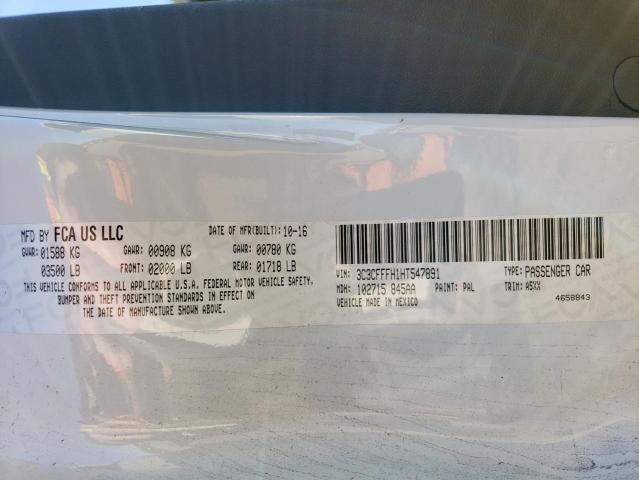 MFD BY FCA US LLC DATE OF MFR(BUILT): 10-16
GVWR: 01588 KG GAWR: 00908 KG GAWR: 00780 KG
03500 LB FRONT: 02000 LB REAR: 01718 LB
THIS VEHICLE CONFORMS TO ALL APPLICABLE U.S.A. FEDERAL MOTOR VEHICLE SAFETY,
BUMPER AND THEFT PREVENTION STANDARDS IN EFFECT ON
THE DATE OF MANUFACTURE SHOWN ABOVE.
VIN: 3C3CFFFH1HT547891 TYPE: PASSENGER CAR
MDH: 102715 845AA PAINT: PAL TRIM: A5XX
VEHICLE MADE IN MEXICO 4658843